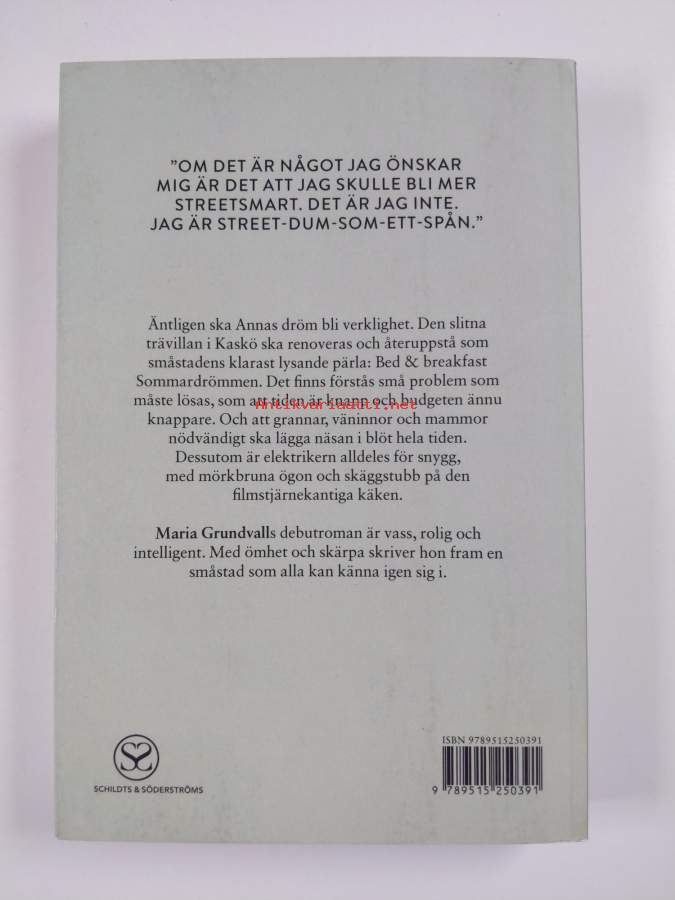 ”OM DET ÄR NÅGOT JAG ÖNSKAR
MIG ÄR DET ATT JAG SKULLE BLI MER
STREETSMART. DET ÄR JAG INTE.
JAG ÄR STREET-DUM-SOM-ETT-SPÅN.”
Äntligen ska Annas dröm bli verklighet. Den slitna
trävillan i Kaskö ska renoveras och återuppstå som
småstadens klarast lysande pärla: Bed & breakfast
Sommardrömmen. Det finns förstås små problem som
måste lösas, som att tiden är knapp och budgeten ännu
Antikvariaatti.net
knappare. Och att grannar, väninnor och mammor
nödvändigt ska lägga näsan i blöt hela tiden.
Dessutom är elektrikern alldeles för snygg,
med mörkbruna ögon och skäggstubb på den
filmstjärnekantiga käken.
Maria Grundvalls debutroman är vass, rolig och
intelligent. Med ömhet och skärpa skriver hon fram en
småstad som alla kan känna igen sig i.
SCHILDTS & SÖDERSTRÖMS
ISBN 9789515250391
9 789515 250391